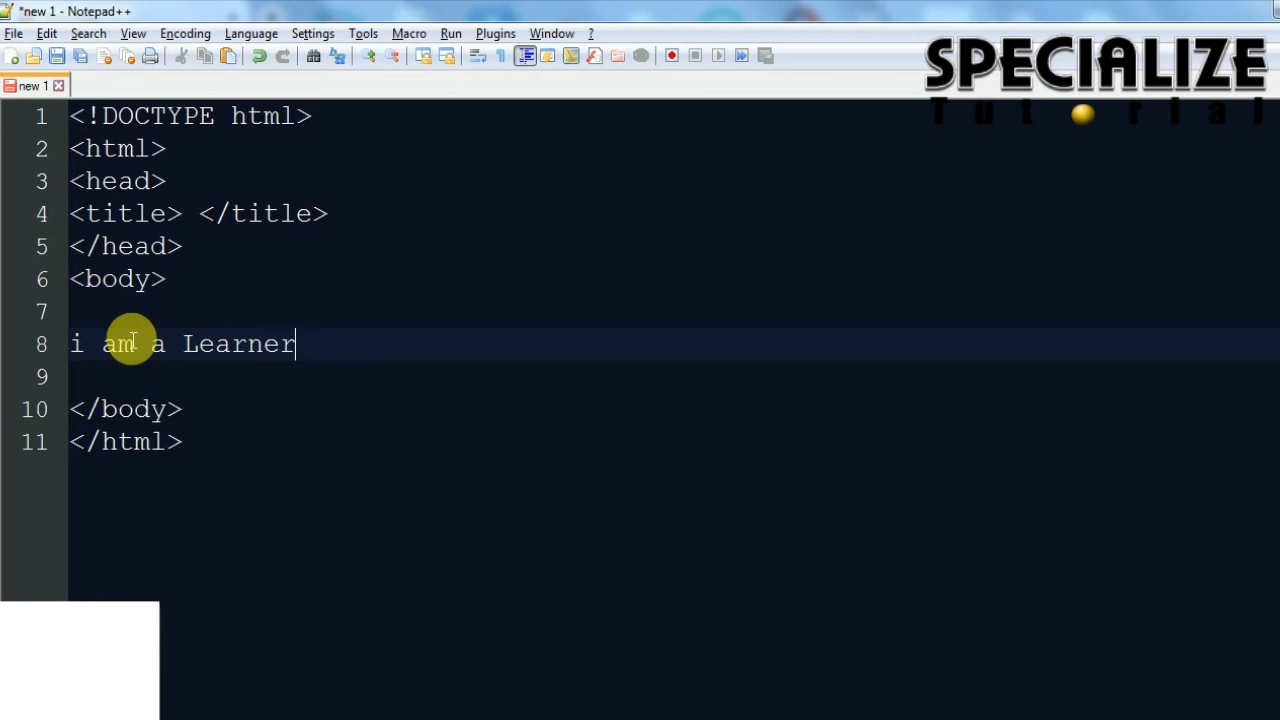 *new 1 - Notepad++
File Edit Search View Encoding Language Settings Tools Macro Run Plugins Window ?
SPECIALIZE
Tutorial
new 1
1 <!DOCTYPE html>
2 <html>
3 <head>
4 <title> </title>
5 </head>
6 <body>
7
8 i am a Learner
9
10 </body>
11 </html>